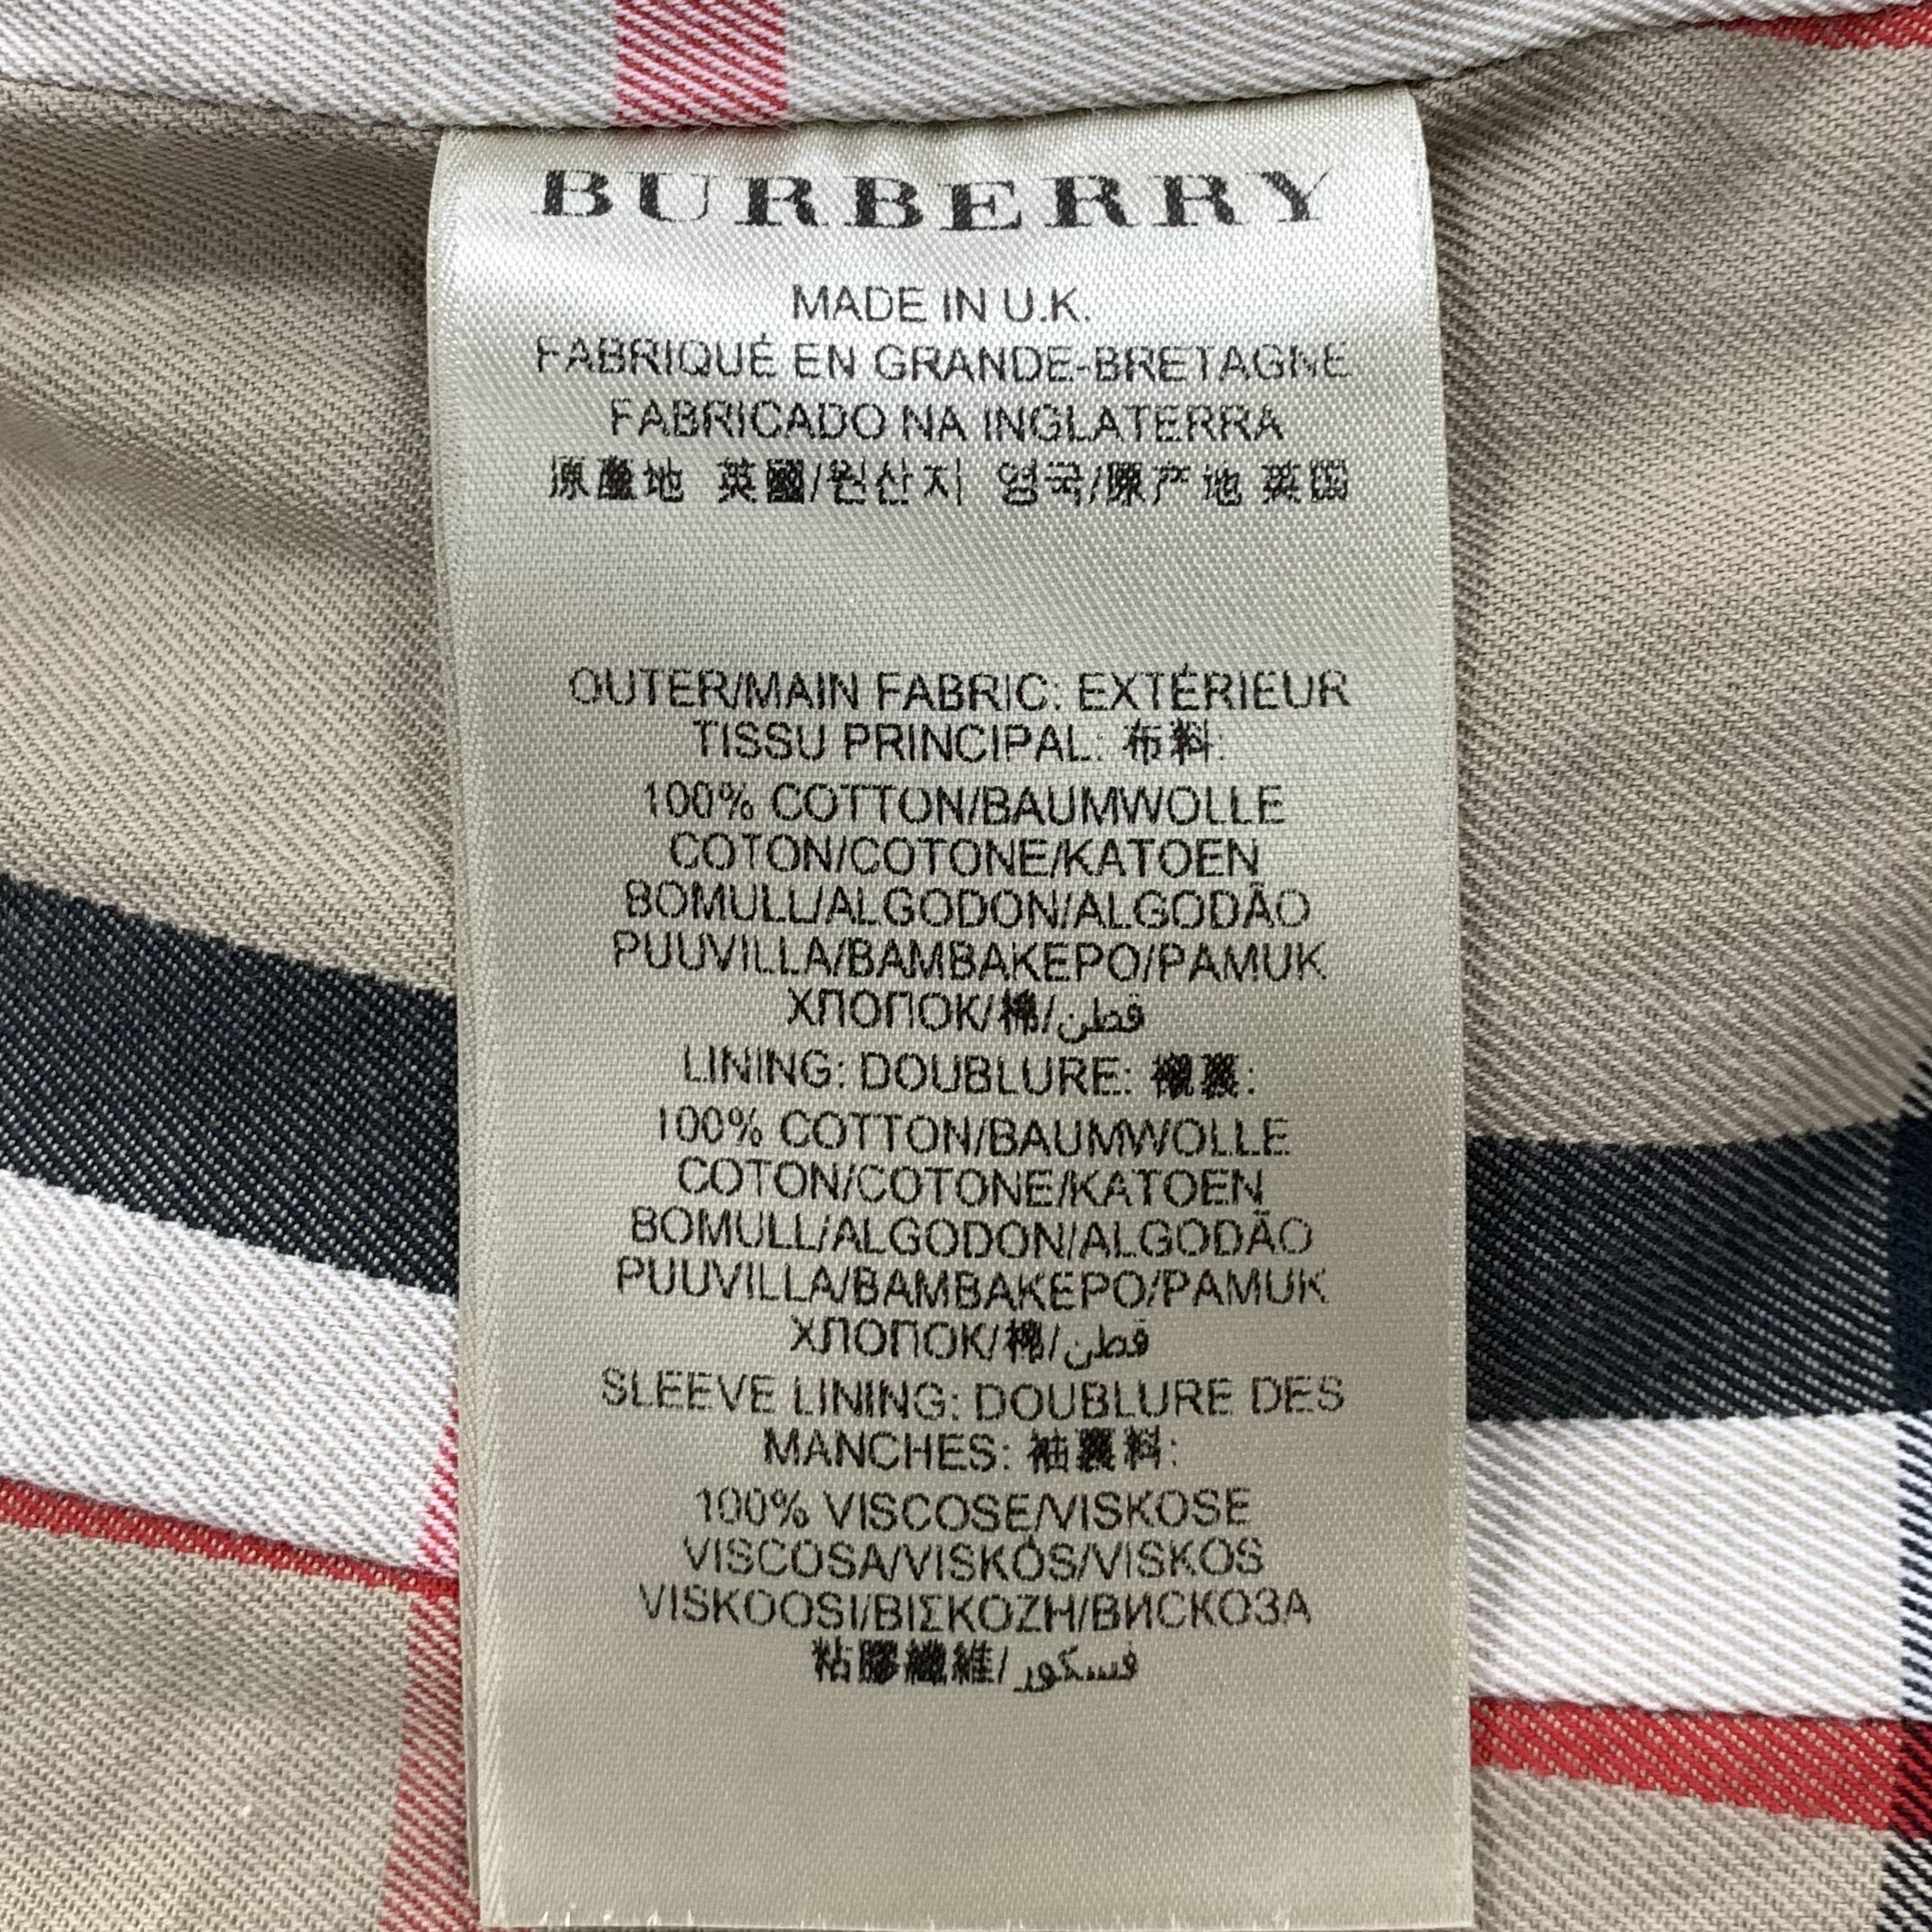 BURBERRY
MADE IN U.K.
FABRIQUÉ EN GRANDE-BRETAGNE
FABRICADO NA INGLATERRA
原產地 英國/원산지 영국/原产地 英国
OUTER/MAIN FABRIC: EXTÉRIEUR
TISSU PRINCIPAL: 布料:
100% COTTON/BAUMWOLLE
COTON/COTONE/KATOEN
BOMULL/ALGODON/ALGODÃO
PUUVILLA/BAMBAKEPO/PAMUK
ХЛОПОК/棉/قطن
LINING: DOUBLURE: 襯裏:
100% COTTON/BAUMWOLLE
COTON/COTONE/KATOEN
BOMULL/ALGODON/ALGODÃO
PUUVILLA/BAMBAKEPO/PAMUK
ХЛОПОК/棉/قطن
SLEEVE LINING: DOUBLURE DES
MANCHES: 袖裏料:
100% VISCOSE/VISKOSE
VISCOSA/VISKÓS/VISKOS
VISKOOSI/ΒΙΣΚΟΖΗ/ВИСКОЗА
粘膠纖維/فسكور